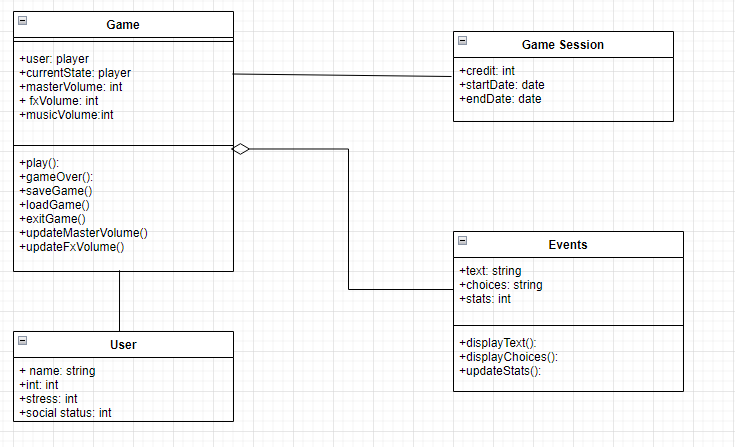 Game
+user: player
+currentState: player
+masterVolume: int
+ fxVolume: int
+musicVolume:int
+play():
+gameOver():
+saveGame()
+loadGame()
+exitGame()
+updateMasterVolume()
+updateFxVolume()
Game Session
+credit: int
+startDate: date
+endDate: date
Events
+text: string
+choices: string
+stats: int
+displayText():
+displayChoices():
+updateStats():
User
+ name: string
+int: int
+stress: int
+social status: int